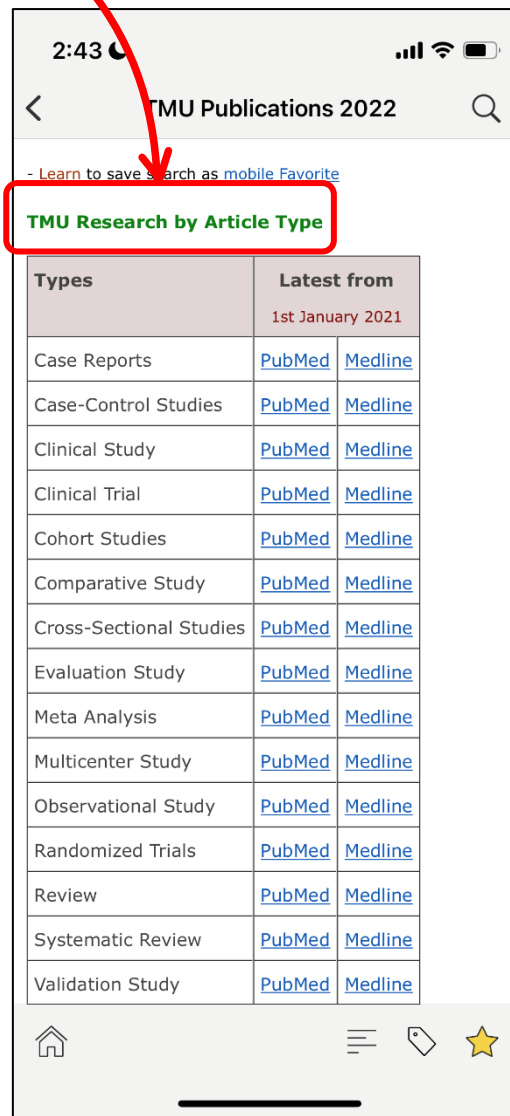 2:43
TMU Publications 2022
- Learn to save search as mobile Favorite
TMU Research by Article Type
Types Latest from
1st January 2021
Case Reports PubMed Medline
Case-Control Studies PubMed Medline
Clinical Study PubMed Medline
Clinical Trial PubMed Medline
Cohort Studies PubMed Medline
Comparative Study PubMed Medline
Cross-Sectional Studies PubMed Medline
Evaluation Study PubMed Medline
Meta Analysis PubMed Medline
Multicenter Study PubMed Medline
Observational Study PubMed Medline
Randomized Trials PubMed Medline
Review PubMed Medline
Systematic Review PubMed Medline
Validation Study PubMed Medline